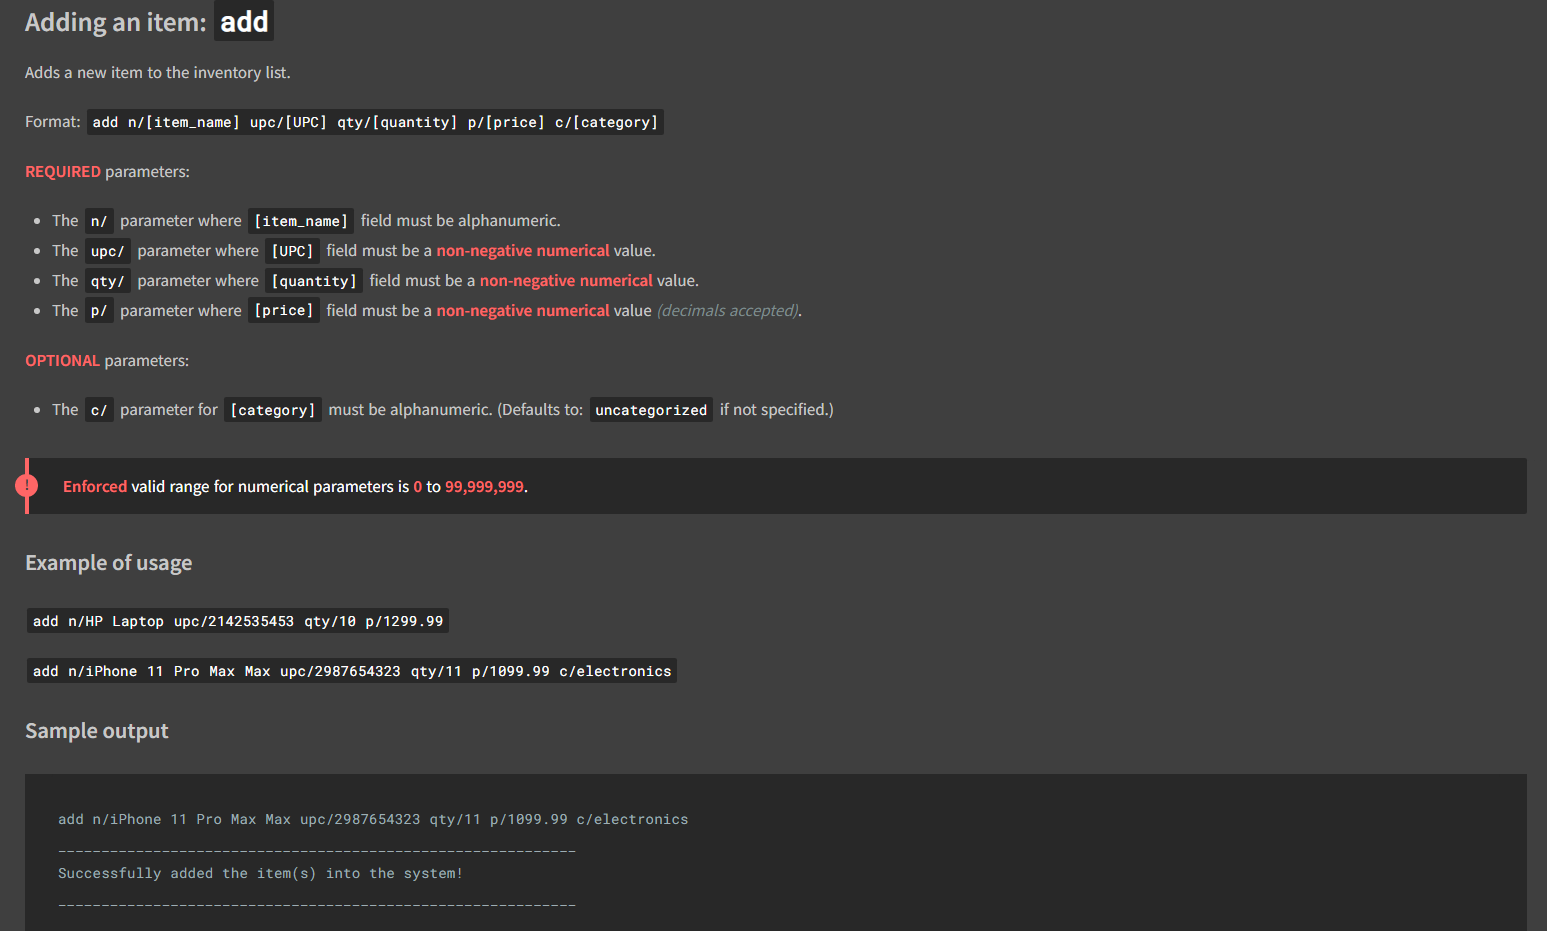 Adding an item: add
Adds a new item to the inventory list.
Format: add n/[item_name] upc/[UPC] qty/[quantity] p/[price] c/[category]
REQUIRED parameters:
• The n/ parameter where [item_name] field must be alphanumeric.
• The upc/ parameter where [UPC] field must be a non-negative numerical value.
• The qty/ parameter where [quantity] field must be a non-negative numerical value.
• The p/ parameter where [price] field must be a non-negative numerical value (decimals accepted).
OPTIONAL parameters:
• The c/ parameter for [category] must be alphanumeric. (Defaults to: uncategorized if not specified.)
! Enforced valid range for numerical parameters is 0 to 99,999,999.
Example of usage
add n/HP Laptop upc/2142535453 qty/10 p/1299.99
add n/iPhone 11 Pro Max Max upc/2987654323 qty/11 p/1099.99 c/electronics
Sample output
add n/iPhone 11 Pro Max Max upc/2987654323 qty/11 p/1099.99 c/electronics
____________________________________________________________
Successfully added the item(s) into the system!
____________________________________________________________